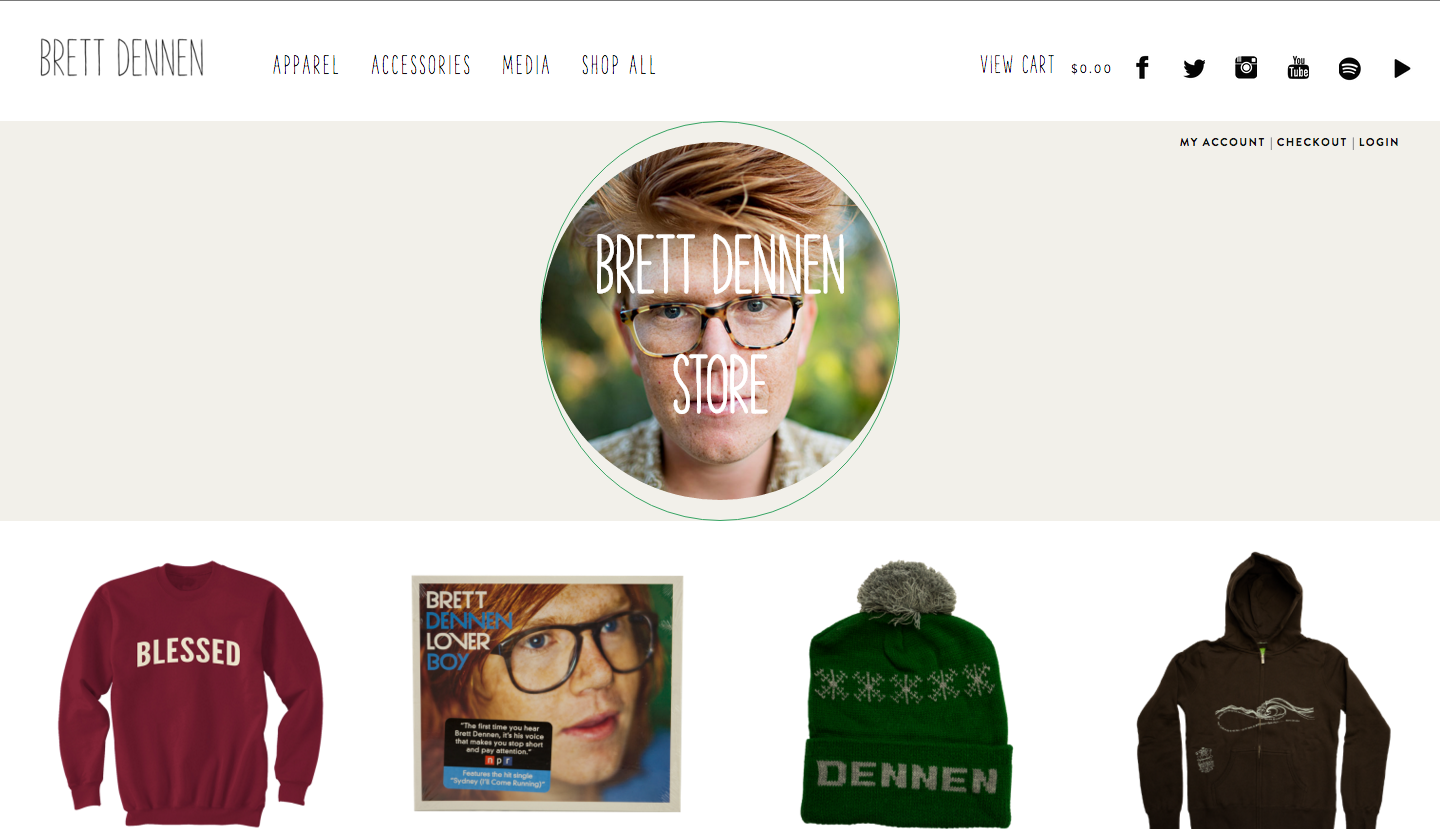 BRETT DENNEN
APPAREL ACCESSORIES MEDIA SHOP ALL
VIEW CART $0.00
You
Tube
MY ACCOUNT | CHECKOUT | LOGIN
BRETT DENNEN
STORE
BLESSED
BRETT
DENNEN
LOVER
BOY
"The first time you hear
Brett Dennen, it's his voice
that makes you stop short
and pay attention."
npr
Features the hit single
"Sydney (I'll Come Running)"
DENNEN